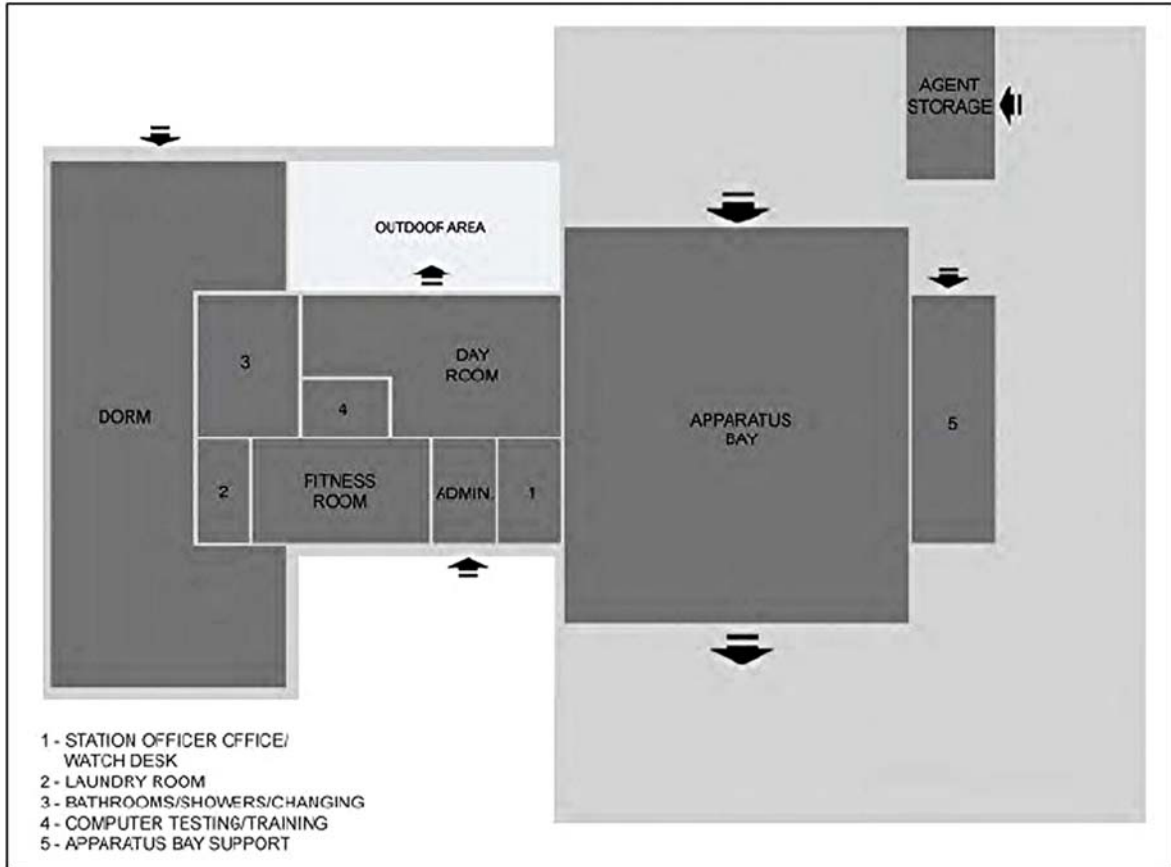 AGENT
STORAGE
OUTDOOR AREA
3
DAY
ROOM
4
DORM
APPARATUS
BAY
5
2
FITNESS
ROOM
ADMIN.
1
1 - STATION OFFICER OFFICE/
WATCH DESK
2 - LAUNDRY ROOM
3 - BATHROOMS/SHOWERS/CHANGING
4 - COMPUTER TESTING/TRAINING
5 - APPARATUS BAY SUPPORT